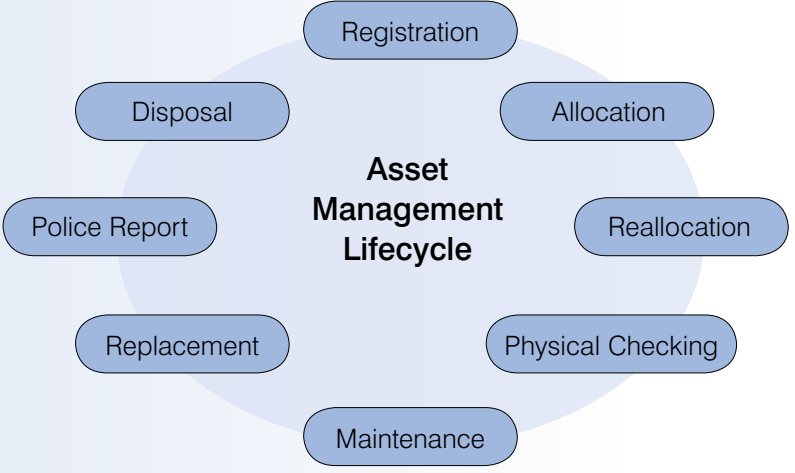 Registration
Disposal
Allocation
Asset
Management
Lifecycle
Police Report
Reallocation
Replacement
Physical Checking
Maintenance